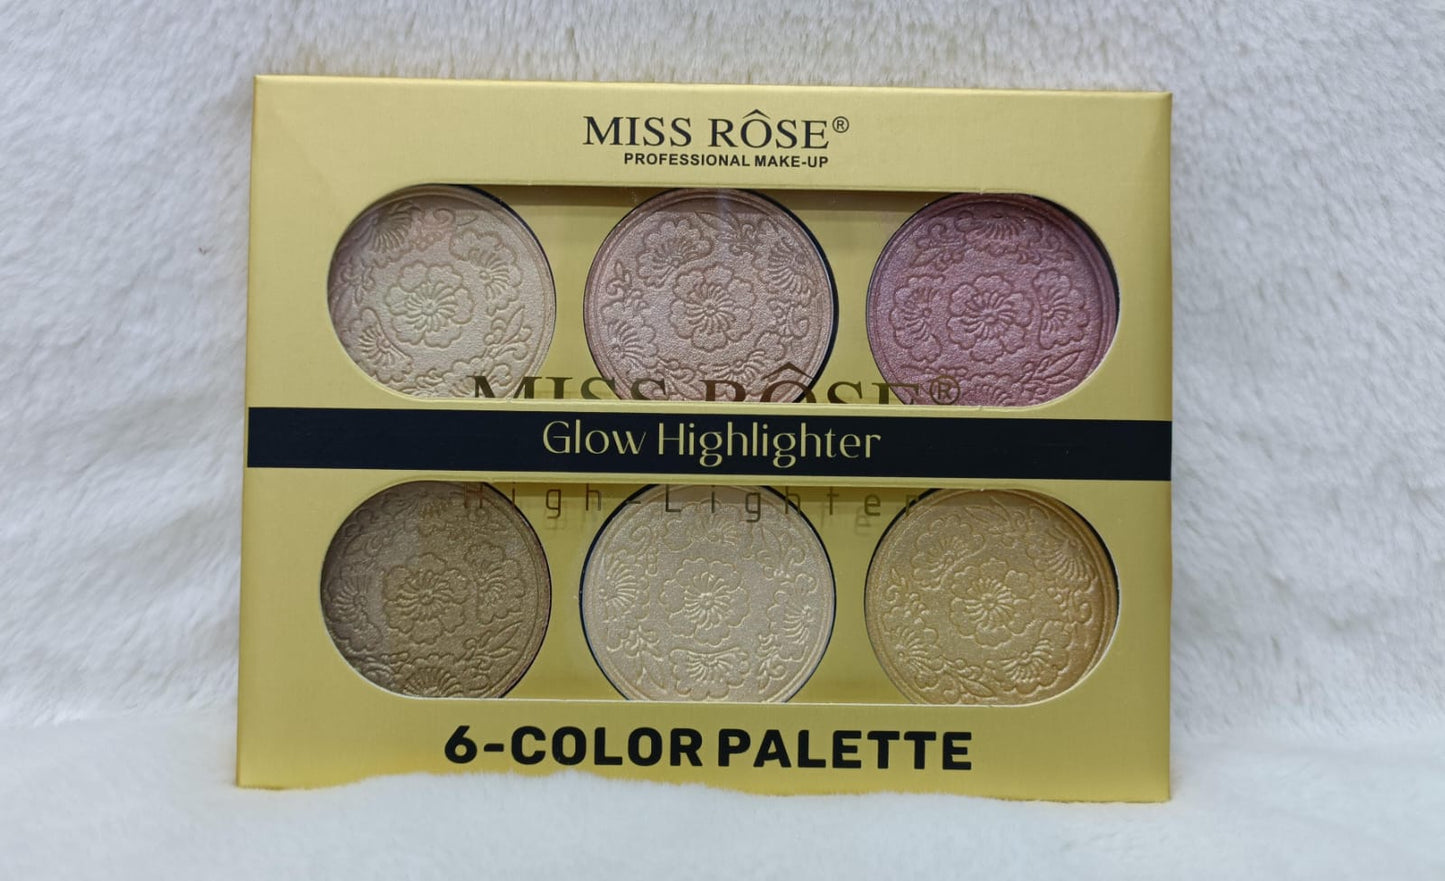 MISS RÔSE®
PROFESSIONAL MAKE-UP
MISS RÔSE®
Glow Highlighter
High-Lighter
6-COLOR PALETTE